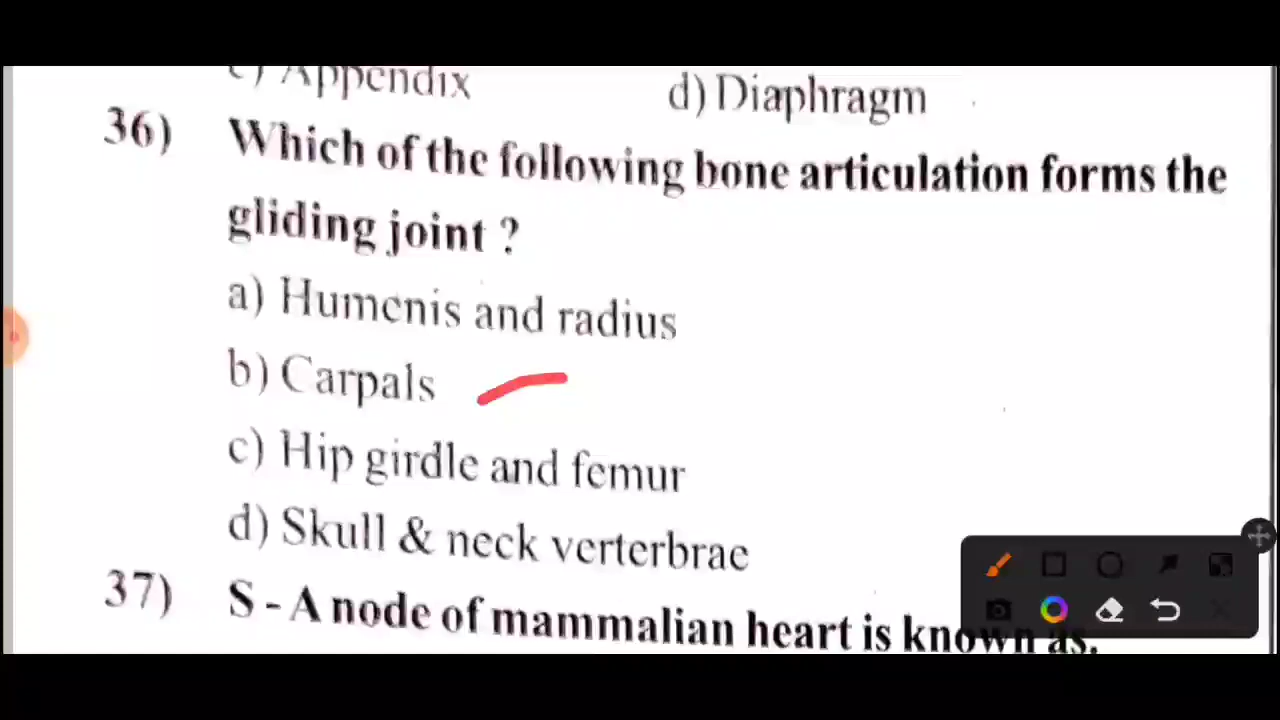 c) Appendix
d) Diaphragm
36) Which of the following bone articulation forms the
gliding joint ?
a) Humenis and radius
b) Carpals
c) Hip girdle and femur
d) Skull & neck verterbrae
37) S - A node of mammalian heart is known as.